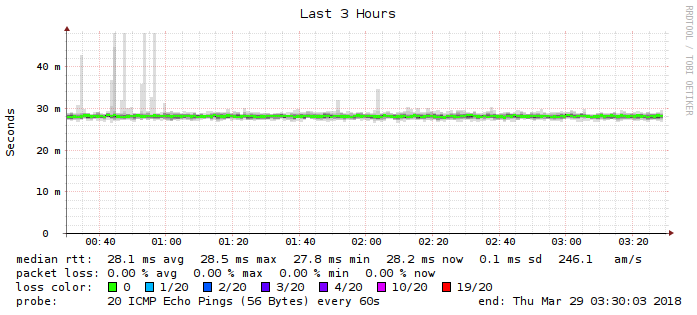 Last 3 Hours
RRDTOOL / TOBI OETIKER
Seconds
40 m
30 m
20 m
10 m
0
00:40 01:00 01:20 01:40 02:00 02:20 02:40 03:00 03:20
median rtt: 28.1 ms avg 28.5 ms max 27.8 ms min 28.2 ms now 0.1 ms sd 246.1 am/s
packet loss: 0.00 % avg 0.00 % max 0.00 % min 0.00 % now
loss color: 0 1/20 2/20 3/20 4/20 10/20 19/20
probe: 20 ICMP Echo Pings (56 Bytes) every 60s end: Thu Mar 29 03:30:03 2018